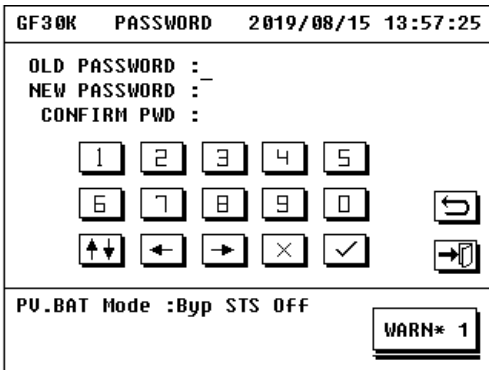 GF30K PASSWORD 2019/08/15 13:57:25
OLD PASSWORD :_
NEW PASSWORD :
CONFIRM PWD :
1 2 3 4 5
6 7 8 9 0
PV.BAT Mode :Byp STS Off
WARN* 1